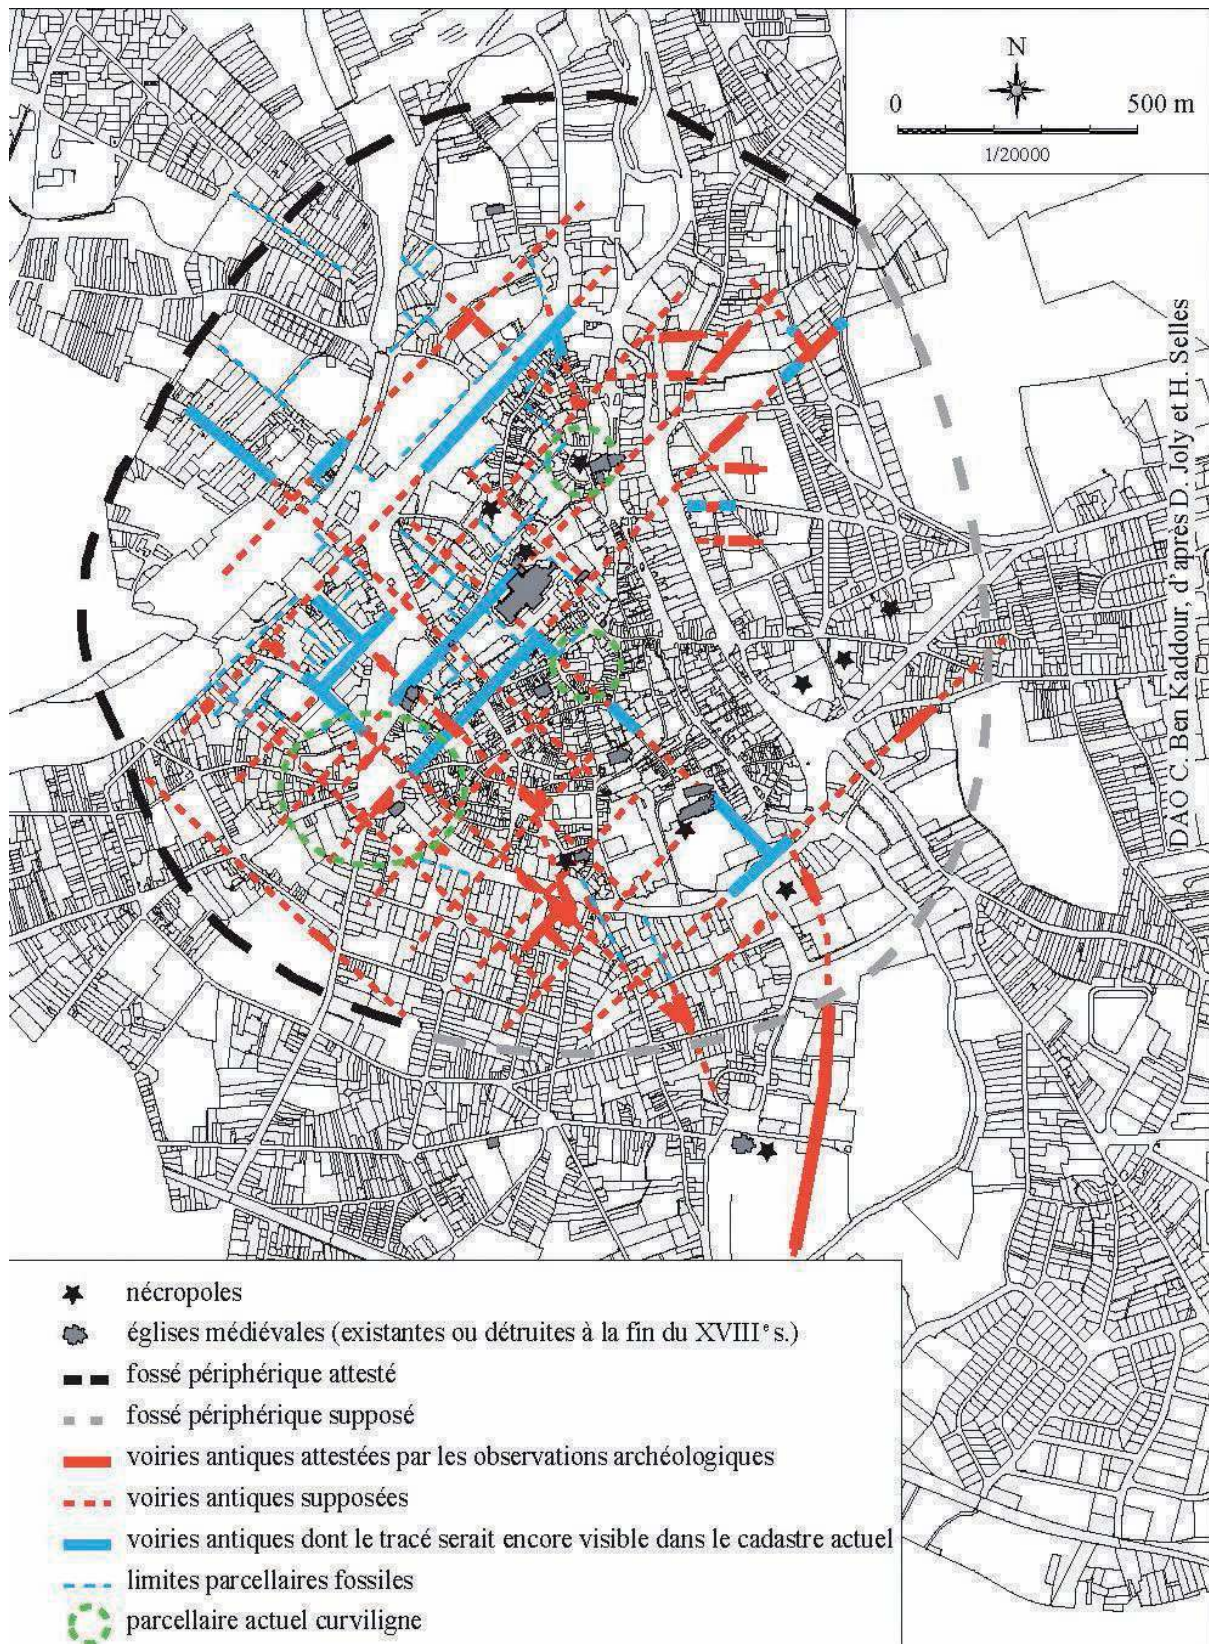 N
0 500 m
1/20000
DAO C. Ben Kaddour, d'après D. Joly et H. Selles
nécropoles
églises médiévales (existantes ou détruites à la fin du XVIIIe s.)
fossé périphérique attesté
fossé périphérique supposé
voiries antiques attestées par les observations archéologiques
voiries antiques supposées
voiries antiques dont le tracé serait encore visible dans le cadastre actuel
limites parcellaires fossiles
parcellaire actuel curviligne